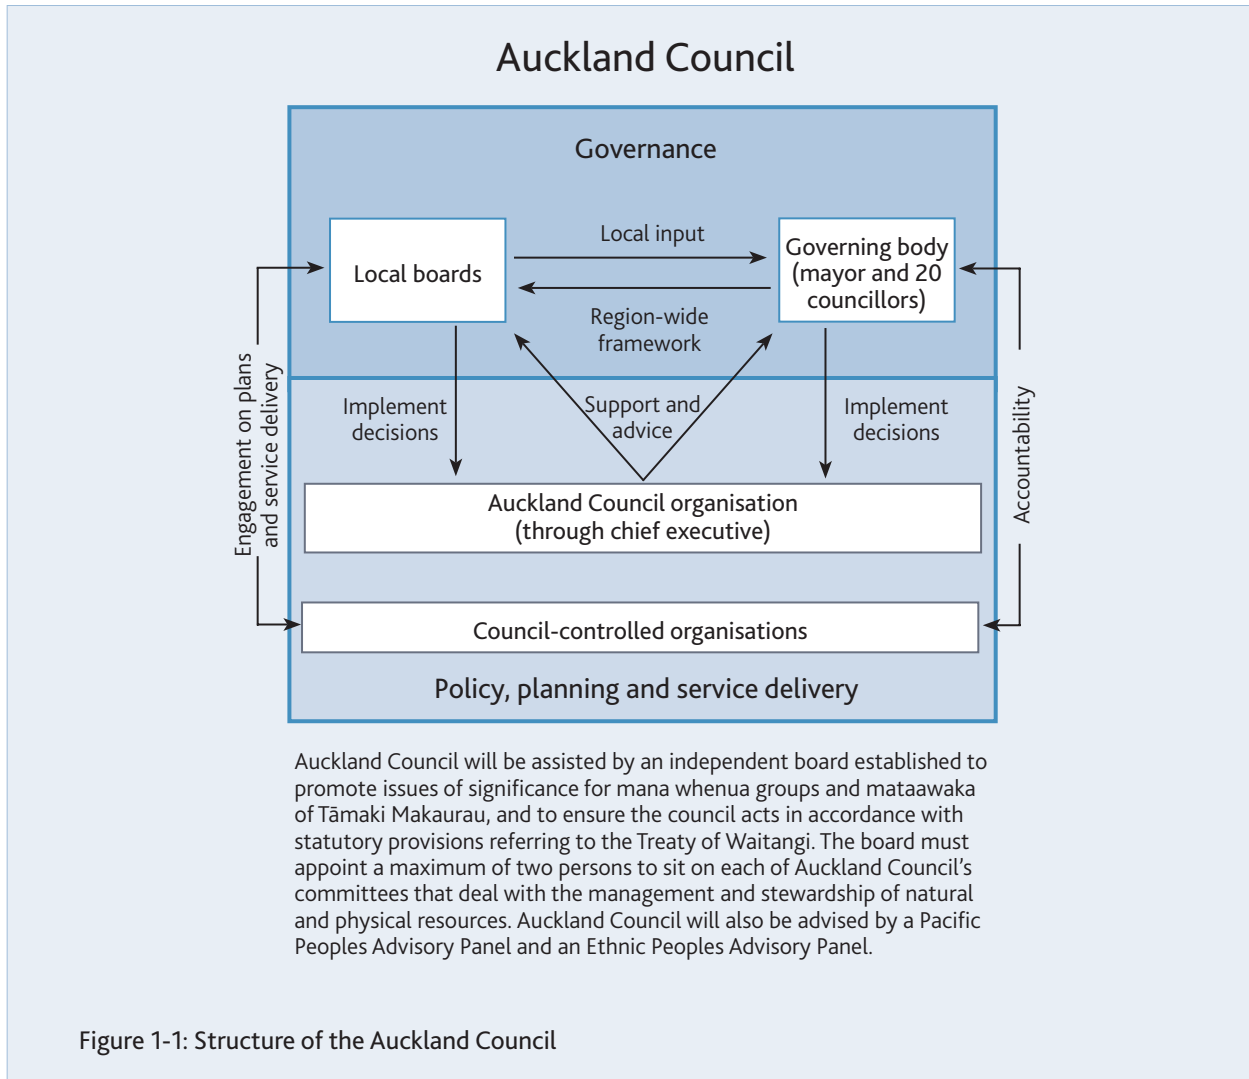 Auckland Council
Governance
Local boards
Local input
Governing body
(mayor and 20
councillors)
Region-wide
framework
Engagement on plans
and service delivery
Implement
decisions
Support and
advice
Implement
decisions
Accountability
Auckland Council organisation
(through chief executive)
Council-controlled organisations
Policy, planning and service delivery
Auckland Council will be assisted by an independent board established to
promote issues of significance for mana whenua groups and mataawaka
of Tāmaki Makaurau, and to ensure the council acts in accordance with
statutory provisions referring to the Treaty of Waitangi. The board must
appoint a maximum of two persons to sit on each of Auckland Council’s
committees that deal with the management and stewardship of natural
and physical resources. Auckland Council will also be advised by a Pacific
Peoples Advisory Panel and an Ethnic Peoples Advisory Panel.
Figure 1-1: Structure of the Auckland Council